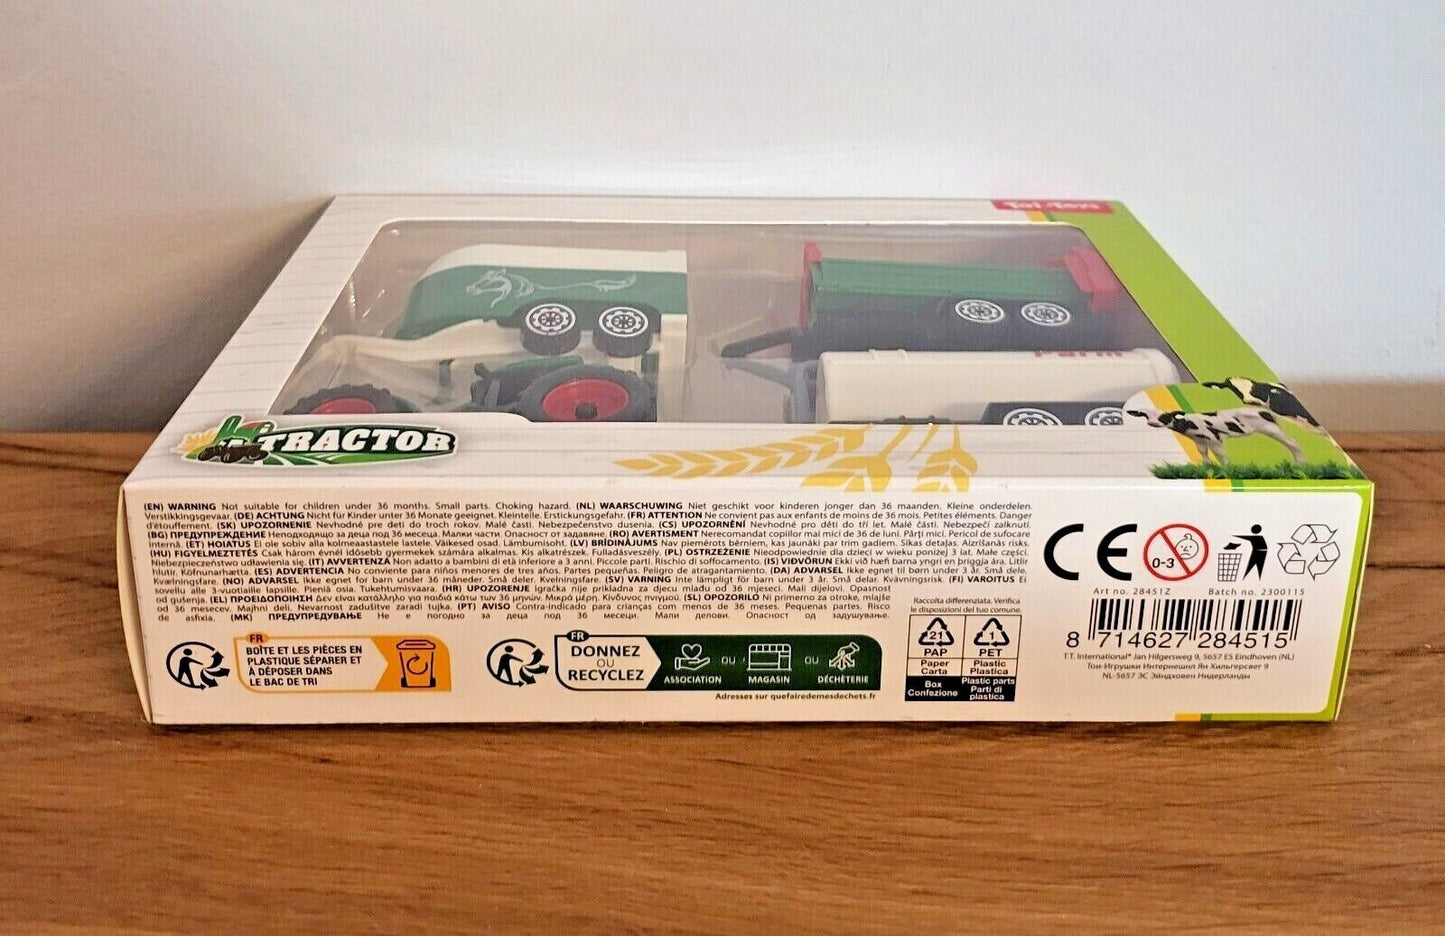 Toi-Toys
Farm
TRACTOR
(EN) WARNING Not suitable for children under 36 months. Small parts. Choking hazard. (NL) WAARSCHUWING Niet geschikt voor kinderen jonger dan 36 maanden. Kleine onderdelen.
Verstikkingsgevaar. (DE) ACHTUNG Nicht für Kinder unter 36 Monate geeignet. Kleinteile. Erstickungsgefahr. (FR) ATTENTION Ne convient pas aux enfants de moins de 36 mois. Petites éléments. Danger
d'étouffement. (SK) UPOZORNENIE Nevhodné pre deti do troch rokov. Malé časti. Nebezpečenstvo dusenia. (CS) UPOZORNĚNÍ Nevhodné pro děti do tří let. Malé části. Nebezpečí zalknutí.
(BG) ПРЕДУПРЕЖДЕНИЕ Неподходящо за деца под 36 месеца. Малки части. Опасност от задавяне. (RO) AVERTISMENT Nerecomandat copiilor mai mici de 36 de luni. Părți mici. Pericol de sufocare
internă. (ET) HOIATUS Ei ole sobiv alla kolmeaastastele lastele. Väikesed osad. Lämbumisoht. (LV) BRĪDINĀJUMS Nav piemērots bērniem, kas jaunāki par trim gadiem. Sīkas detaļas. Aizrīšanās risks.
(HU) FIGYELMEZTETÉS Csak három évnél idősebb gyermekek számára alkalmas. Kis alkatrészek. Fulladásveszély. (PL) OSTRZEŻENIE Nieodpowiednie dla dzieci w wieku poniżej 3 lat. Małe części.
Niebezpieczeństwo udławienia się. (IT) AVVERTENZA Non adatto a bambini di età inferiore a 3 anni). Piccole parti. Rischio di soffocamento. (IS) VIÐVÖRUN Ekki við hæfi barna yngri en þriggja ára. Litlir
hlutir. Köfnunarhætta. (ES) ADVERTENCIA No conviente para niños menores de tres años. Partes pequeñas. Peligro de atragantamiento. (DA) ADVARSEL Ikke egnet til børn under 3 år. Små dele.
Kvælningsfare. (NO) ADVARSEL Ikke egnet for barn under 36 måneder. Små deler. Kvelningsfare. (SV) VARNING Inte lämpligt för barn under 3 år. Små delar. Kvävningsrisk. (FI) VAROITUS Ei
sovellu alle 3-vuotiaille lapsille. Pieniä osia. Tukehtumisvaara. (HR) UPOZORENJE igračka nije prikladna za djecu mlađu od 36 mjeseci. Mali dijelovi. Opasnost
od gušenja. (EL) ΠΡΟΕΙΔΟΠΟΙΗΣΗ Δεν είναι κατάλληλο για παιδιά κάτω των 36 μηνών. Μικρά μέρη. Κίνδυνος πνιγμού. (SL) OPOZORILO Ni primerno za otroke, mlajše
od 36 mesecev. Majhni deli. Nevarnost zadušitve zaradi tujka. (PT) AVISO Contra-indicado para crianças com menos de 36 meses. Pequenas partes. Risco
de asfixia. (MK) ПРЕДУПРЕДУВАЊЕ Не е погодно за деца под 36 месеци. Мали делови. Опасност од задушување.
FR
BOÎTE ET LES PIÈCES EN
PLASTIQUE SÉPARER ET
À DÉPOSER DANS
LE BAC DE TRI
FR
DONNEZ
OU
RECYCLEZ
ASSOCIATION
OU
MAGASIN
OU
DÉCHÈTERIE
Adresses sur quefairedemesdechets.fr
Raccolta differenziata. Verifica
le disposizioni del tuo comune.
21 1
PAP PET
Paper Carta
Plastic Plastica
Box Confezione
Plastic parts Parti di plastica
CE
0-3
Art no. 28451Z Batch no. 2300115
8 714627 284515
T.T. International® Jan Hilgersweg 9, 5657 ES Eindhoven (NL)
Тои-Игрушки Интернешнл Ян Хильгерсвег 9
NL-5657 ЭС Эйндховен Нидерланды